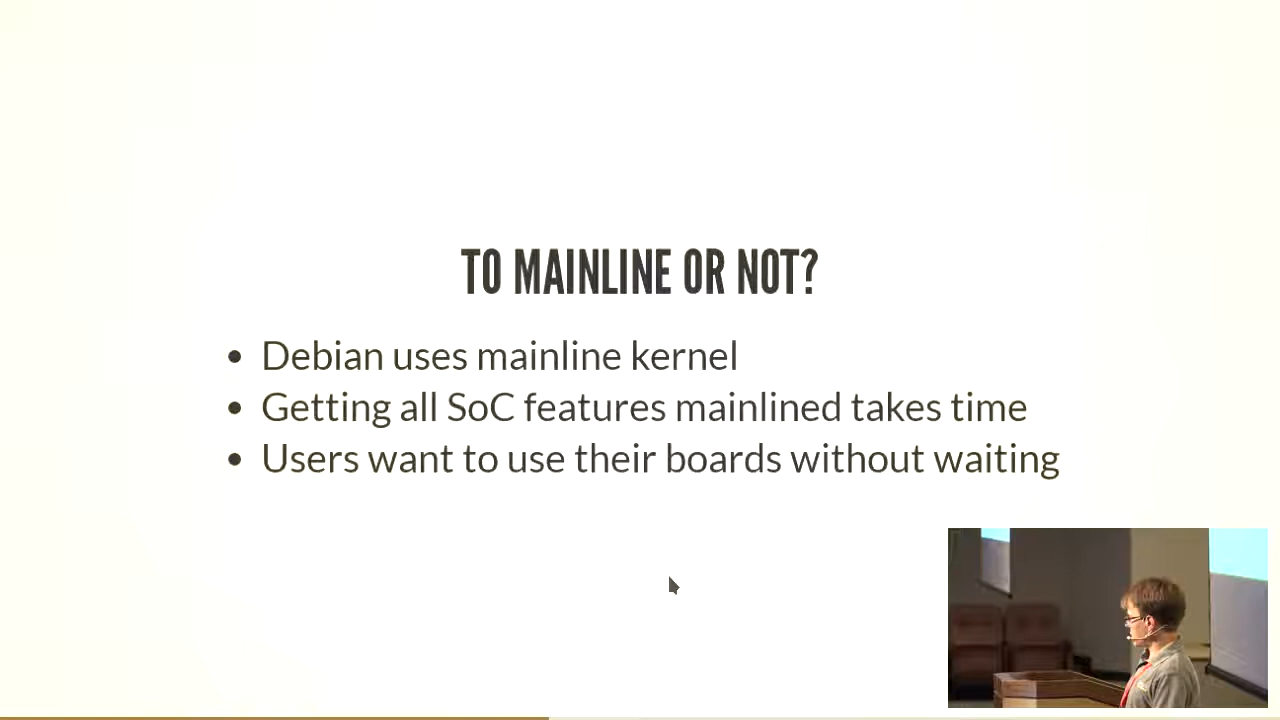 TO MAINLINE OR NOT?
Debian uses mainline kernel
Getting all SoC features mainlined takes time
Users want to use their boards without waiting